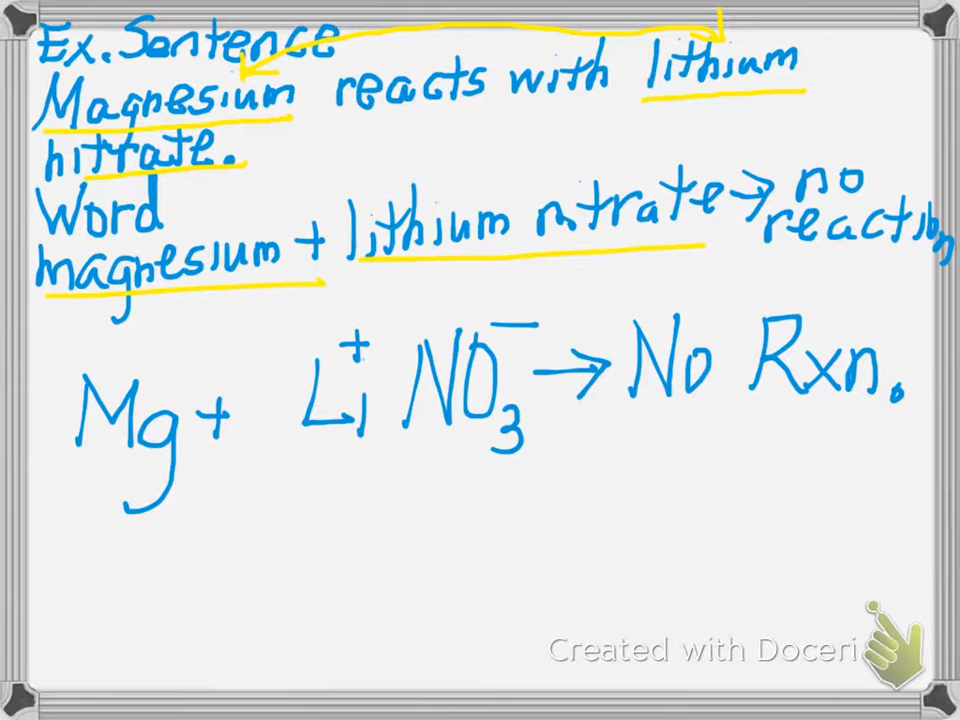 Ex. Sentence
Magnesium reacts with lithium
nitrate.
Word
magnesium + lithium nitrate → no
reaction
Mg + Li⁺ NO₃⁻ → No Rxn.
Created with Doceri